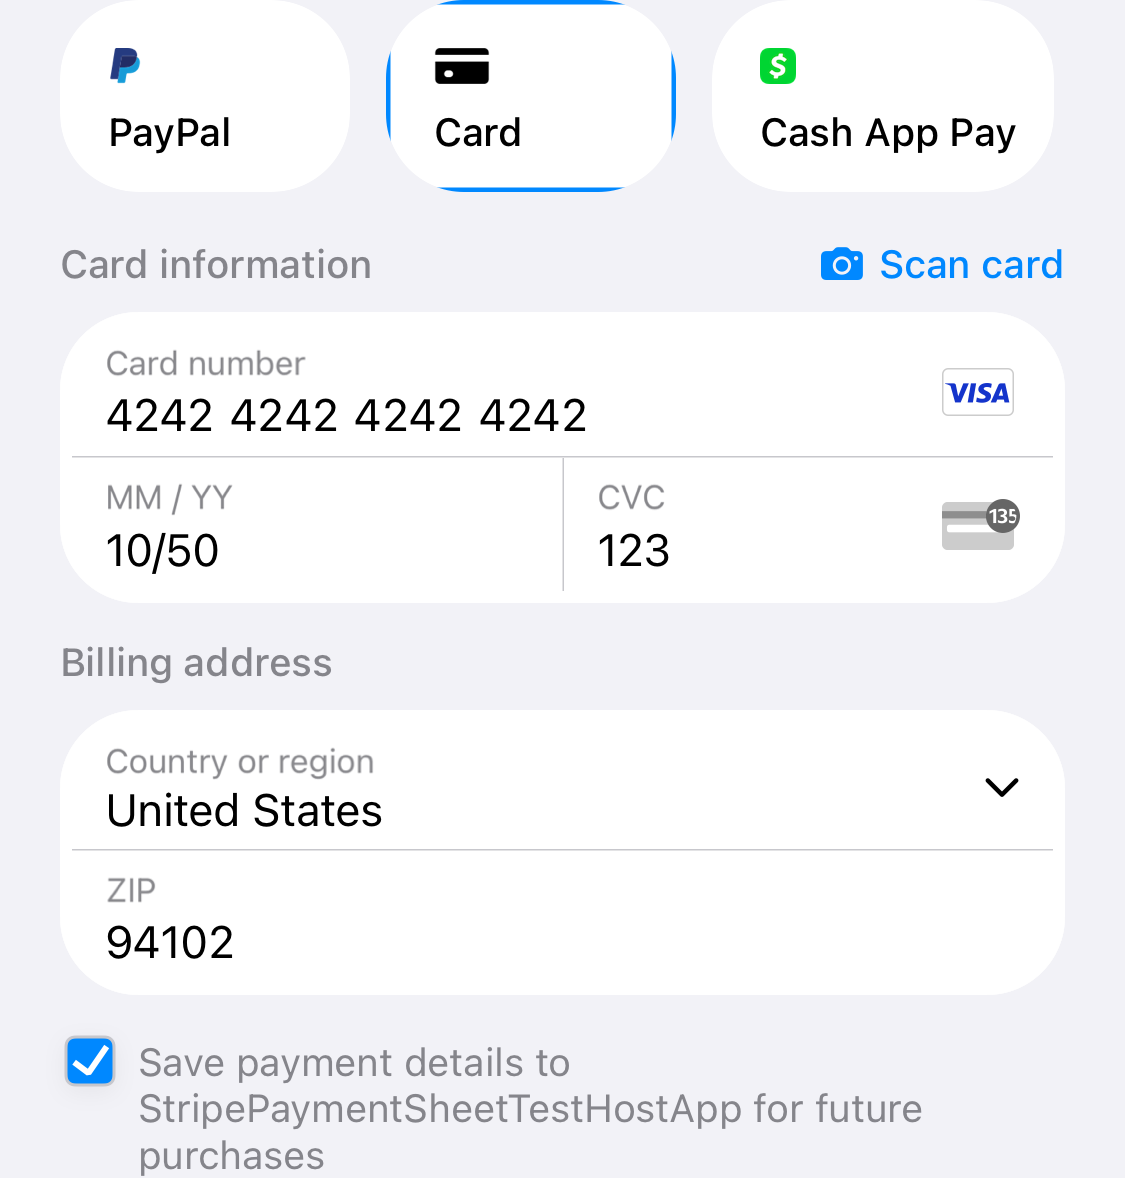 PayPal
Card
Cash App Pay
Card information
Scan card
Card number
4242 4242 4242 4242
VISA
MM / YY
10/50
CVC
123
135
Billing address
Country or region
United States
ZIP
94102
Save payment details to
StripePaymentSheetTestHostApp for future
purchases